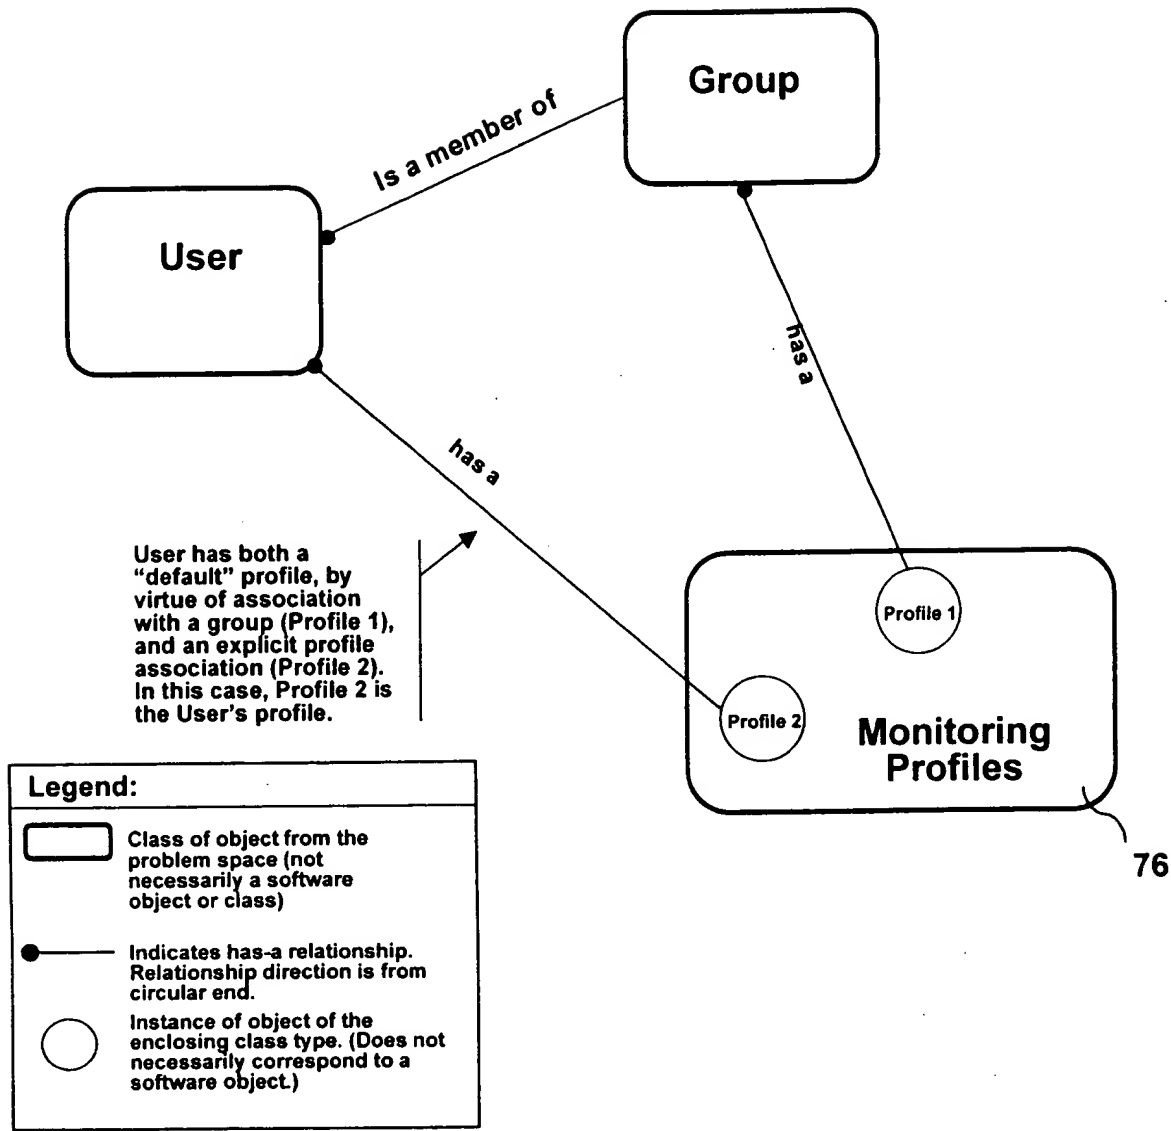 Group
Is a member of
User
has a
has a
User has both a
"default" profile, by
virtue of association
with a group (Profile 1),
and an explicit profile
association (Profile 2).
In this case, Profile 2 is
the User's profile.
Profile 1
Profile 2
Monitoring
Profiles
76
Legend:
Class of object from the
problem space (not
necessarily a software
object or class)
Indicates has-a relationship.
Relationship direction is from
circular end.
Instance of object of the
enclosing class type. (Does not
necessarily correspond to a
software object.)